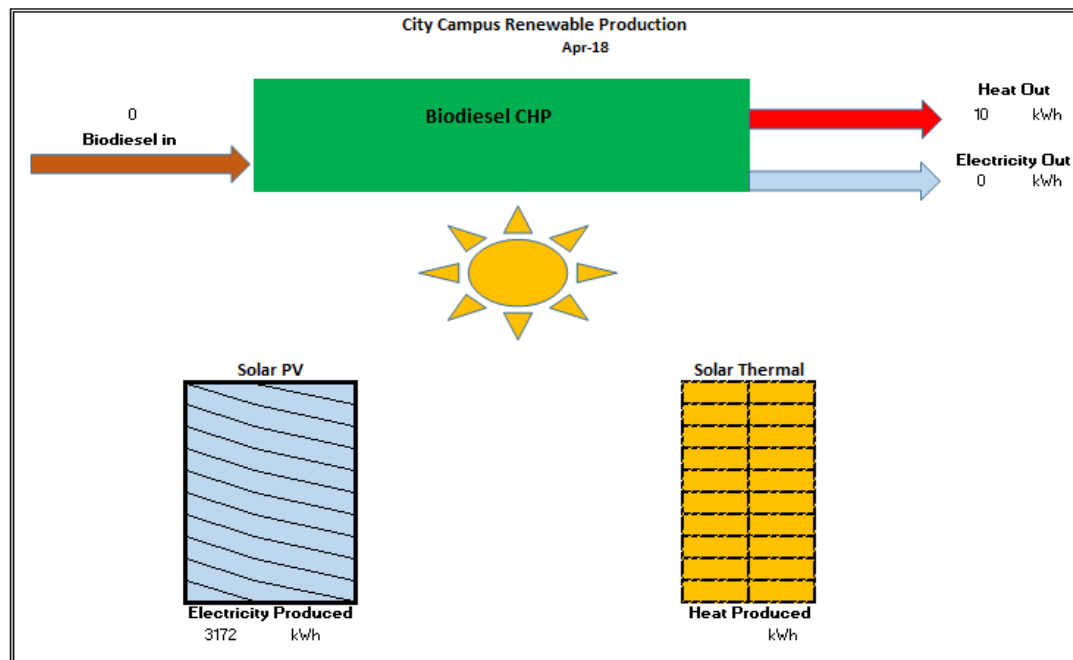 City Campus Renewable Production
Apr-18
Biodiesel CHP
0
Biodiesel in
Heat Out
10 kWh
Electricity Out
0 kWh
Solar PV
Solar Thermal
Electricity Produced
3172 kWh
Heat Produced
kWh